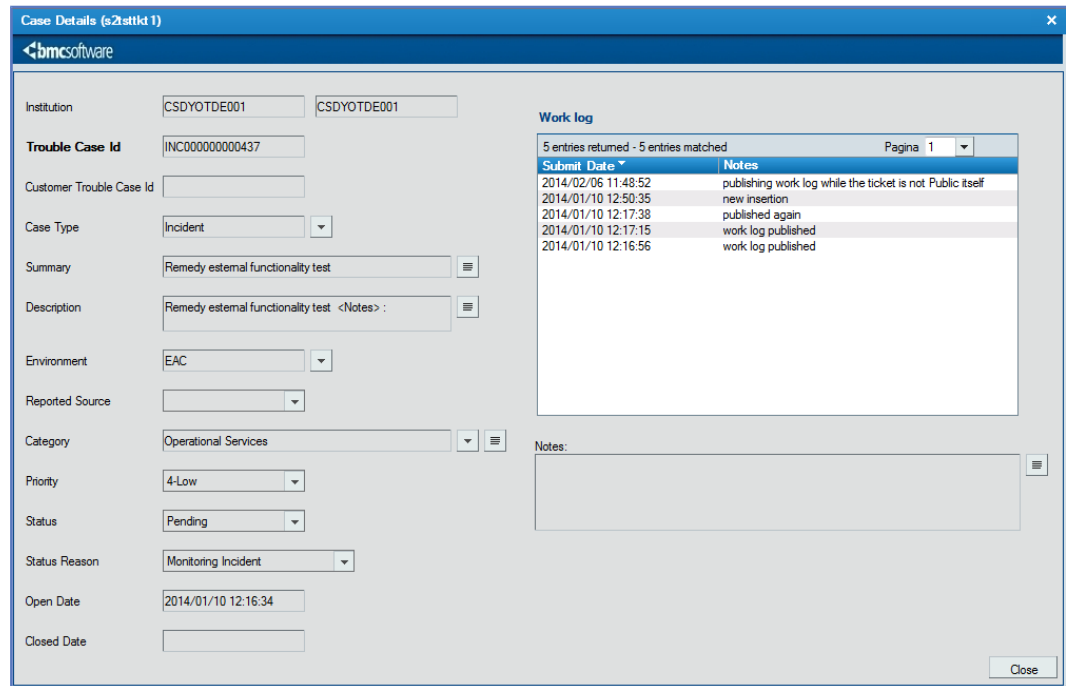 Case Details (s2tsttkt1)
bmcsoftware
Institution CSDYOTDE001 CSDYOTDE001
Trouble Case Id INC000000000437
Customer Trouble Case Id
Case Type Incident
Summary Remedy esternal functionality test
Description Remedy esternal functionality test <Notes> :
Environment EAC
Reported Source
Category Operational Services
Priority 4-Low
Status Pending
Status Reason Monitoring Incident
Open Date 2014/01/10 12:16:34
Closed Date
Work log
5 entries returned - 5 entries matched Pagina 1
Submit Date Notes
2014/02/06 11:48:52 publishing work log while the ticket is not Public itself
2014/01/10 12:50:35 new insertion
2014/01/10 12:17:38 published again
2014/01/10 12:17:15 work log published
2014/01/10 12:16:56 work log published
Notes:
Close